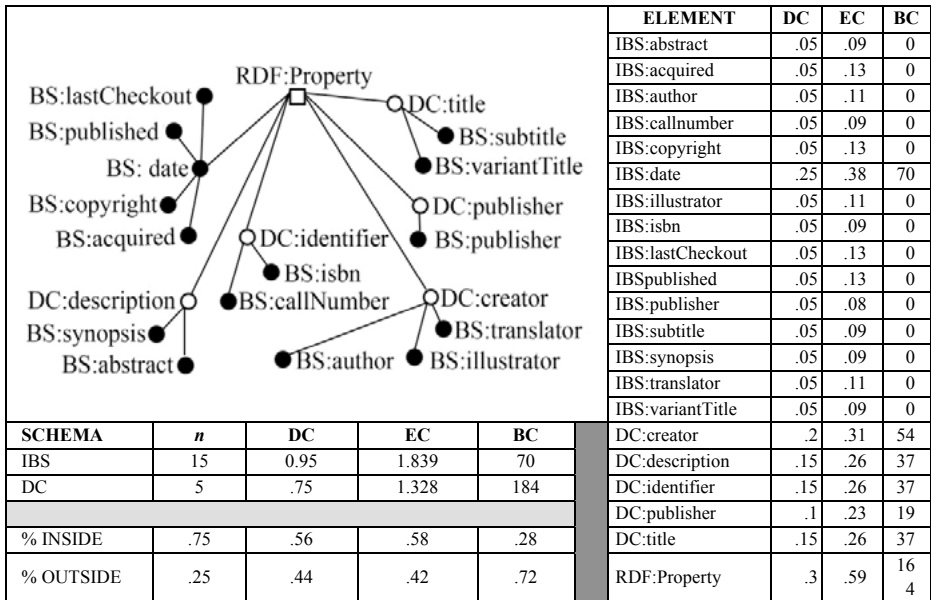 RDF:Property
BS:lastCheckout
DC:title
BS:published
BS:subtitle
BS: date
BS:variantTitle
BS:copyright
DC:publisher
BS:acquired
DC:identifier
BS:publisher
BS:isbn
DC:description
BS:callNumber
DC:creator
BS:synopsis
BS:translator
BS:abstract
BS:author
BS:illustrator
SCHEMA n DC EC BC
IBS 15 0.95 1.839 70
DC 5 .75 1.328 184
% INSIDE .75 .56 .58 .28
% OUTSIDE .25 .44 .42 .72
ELEMENT DC EC BC
IBS:abstract .05 .09 0
IBS:acquired .05 .13 0
IBS:author .05 .11 0
IBS:callnumber .05 .09 0
IBS:copyright .05 .13 0
IBS:date .25 .38 70
IBS:illustrator .05 .11 0
IBS:isbn .05 .09 0
IBS:lastCheckout .05 .13 0
IBSpublished .05 .13 0
IBS:publisher .05 .08 0
IBS:subtitle .05 .09 0
IBS:synopsis .05 .09 0
IBS:translator .05 .11 0
IBS:variantTitle .05 .09 0
DC:creator .2 .31 54
DC:description .15 .26 37
DC:identifier .15 .26 37
DC:publisher .1 .23 19
DC:title .15 .26 37
RDF:Property .3 .59 16
4